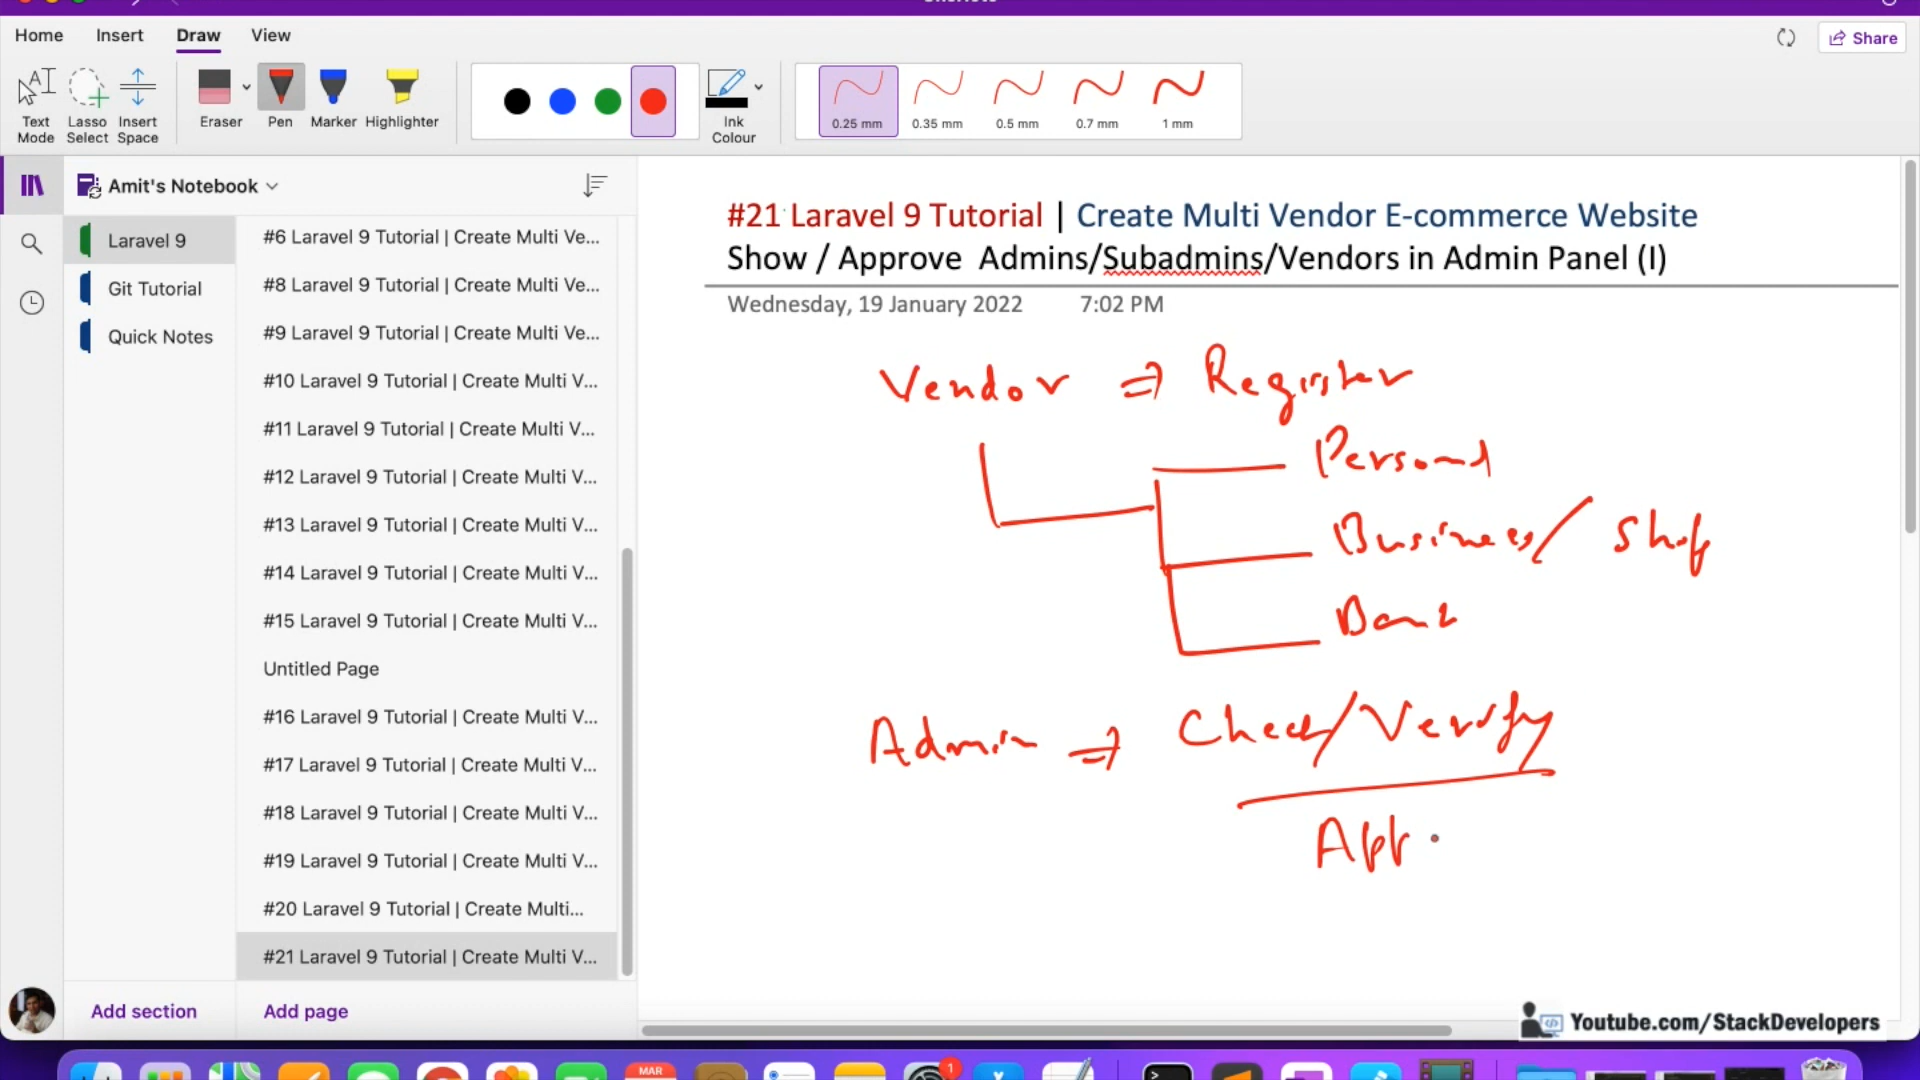 Home Insert Draw View
Share
Text Mode
Lasso Select
Insert Space
Eraser
Pen
Marker
Highlighter
Ink Colour
0.25 mm
0.35 mm
0.5 mm
0.7 mm
1 mm
Amit's Notebook
Laravel 9
Git Tutorial
Quick Notes
#6 Laravel 9 Tutorial | Create Multi Ve...
#8 Laravel 9 Tutorial | Create Multi Ve...
#9 Laravel 9 Tutorial | Create Multi Ve...
#10 Laravel 9 Tutorial | Create Multi V...
#11 Laravel 9 Tutorial | Create Multi V...
#12 Laravel 9 Tutorial | Create Multi V...
#13 Laravel 9 Tutorial | Create Multi V...
#14 Laravel 9 Tutorial | Create Multi V...
#15 Laravel 9 Tutorial | Create Multi V...
Untitled Page
#16 Laravel 9 Tutorial | Create Multi V...
#17 Laravel 9 Tutorial | Create Multi V...
#18 Laravel 9 Tutorial | Create Multi V...
#19 Laravel 9 Tutorial | Create Multi V...
#20 Laravel 9 Tutorial | Create Multi...
#21 Laravel 9 Tutorial | Create Multi V...
Add section
Add page
#21 Laravel 9 Tutorial | Create Multi Vendor E-commerce Website
Show / Approve Admins/Subadmins/Vendors in Admin Panel (I)
Wednesday, 19 January 2022 7:02 PM
Vendor ⇒ Register
Personal
Business/ Shop
Bank
Admin ⇒ Check/Verify
App
Youtube.com/StackDevelopers
MAR
1